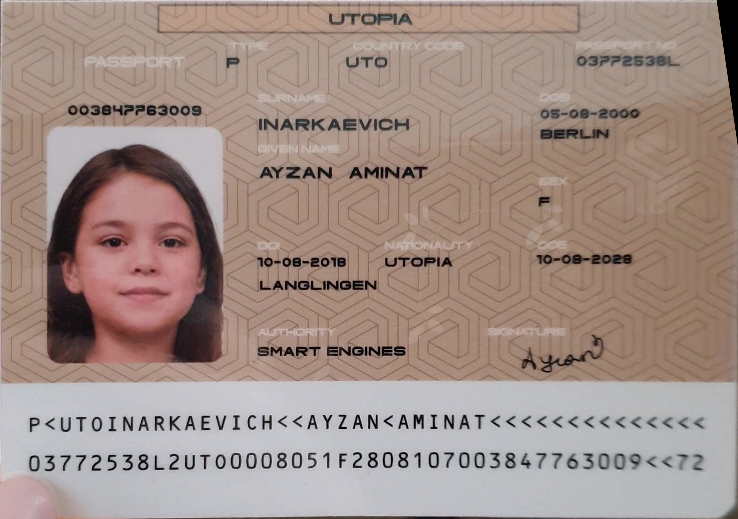 UTOPIA
PASSPORT TYPE COUNTRY CODE PASSPORT NO
P UTO 03772538L
003847763009
SURNAME DOB
INARKAEVICH 05-08-2000
BERLIN
GIVEN NAME
AYZAN AMINAT
SEX
F
DOI NATIONALITY DOE
10-08-2018 UTOPIA 10-08-2028
LANGLINGEN
AUTHORITY SIGNATURE
SMART ENGINES
Ayzan
P<UTOINARKAEVICH<<AYZAN<AMINAT<<<<<<<<<<<<<<
03772538L2UTO0008051F28081070038477​63009<<72